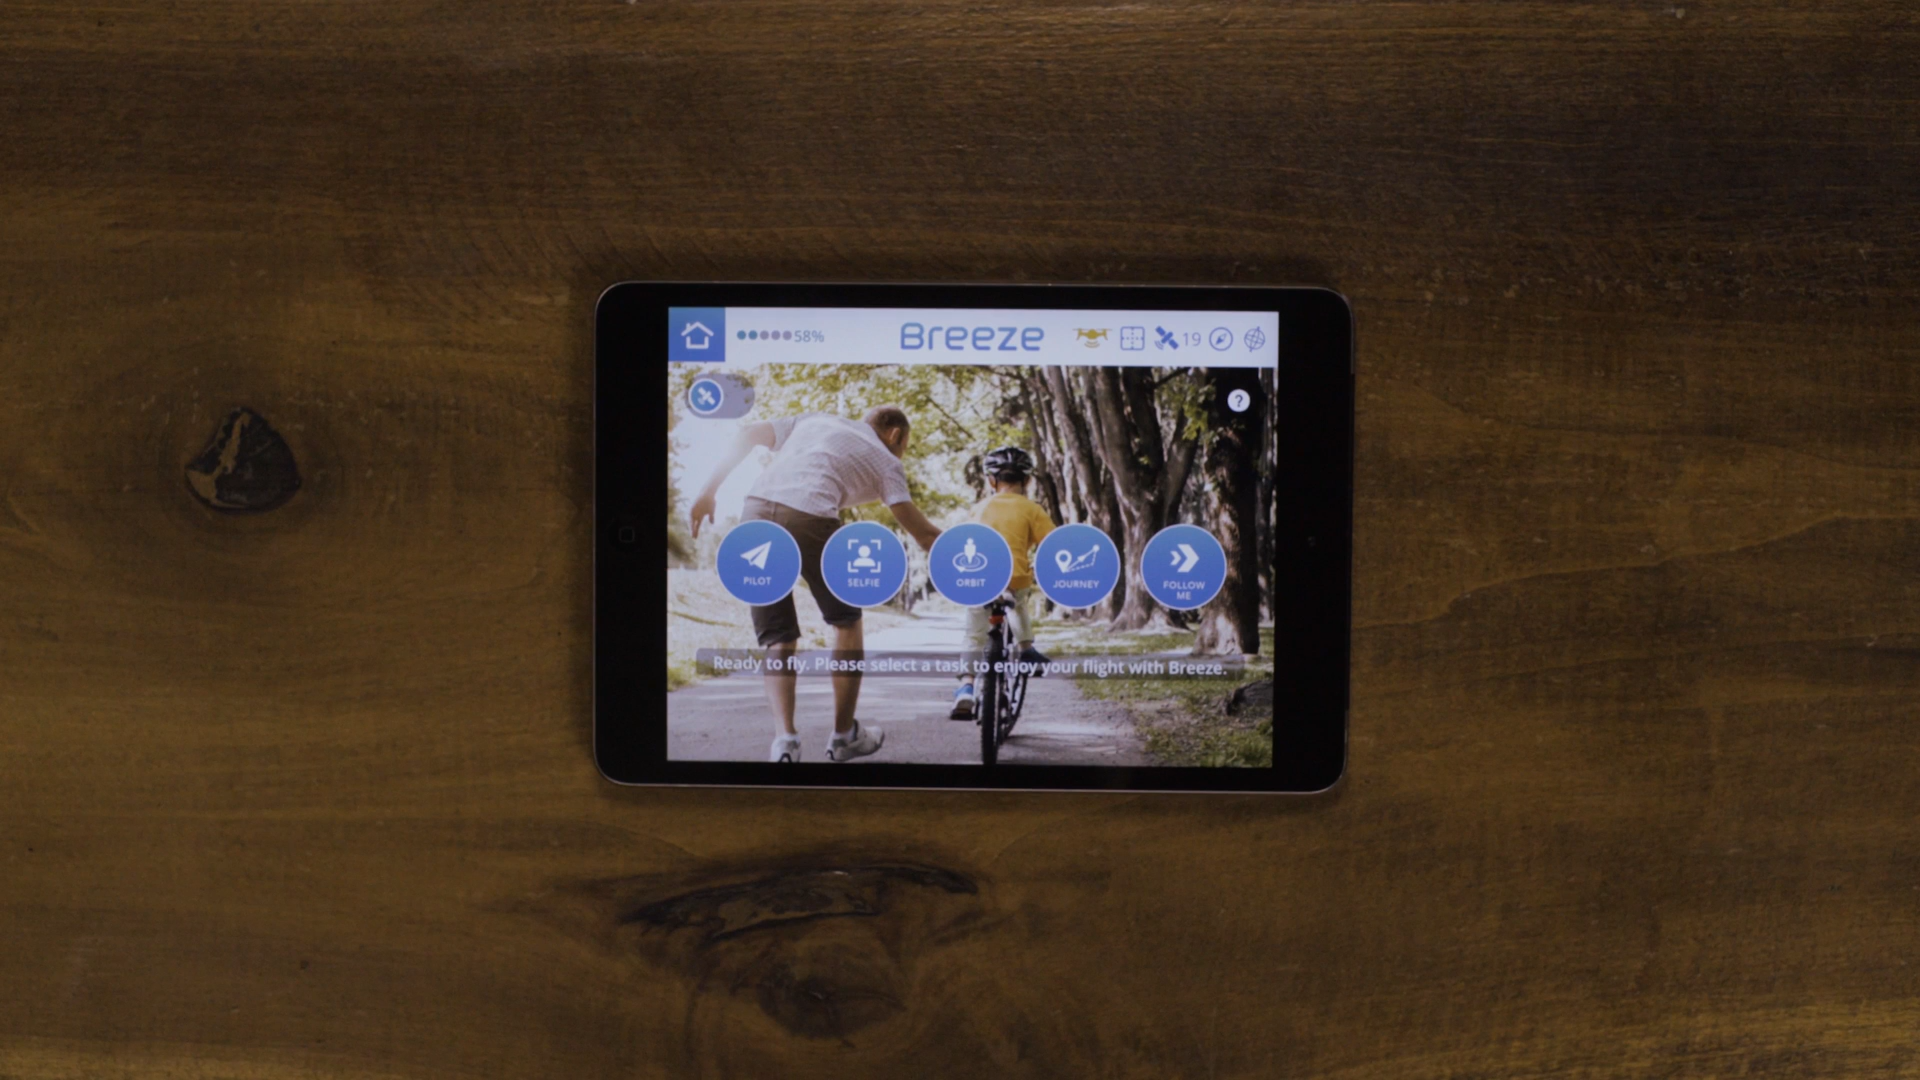 58%
Breeze
19
?
PILOT
SELFIE
ORBIT
JOURNEY
FOLLOW
ME
Ready to fly. Please select a task to enjoy your flight with Breeze.